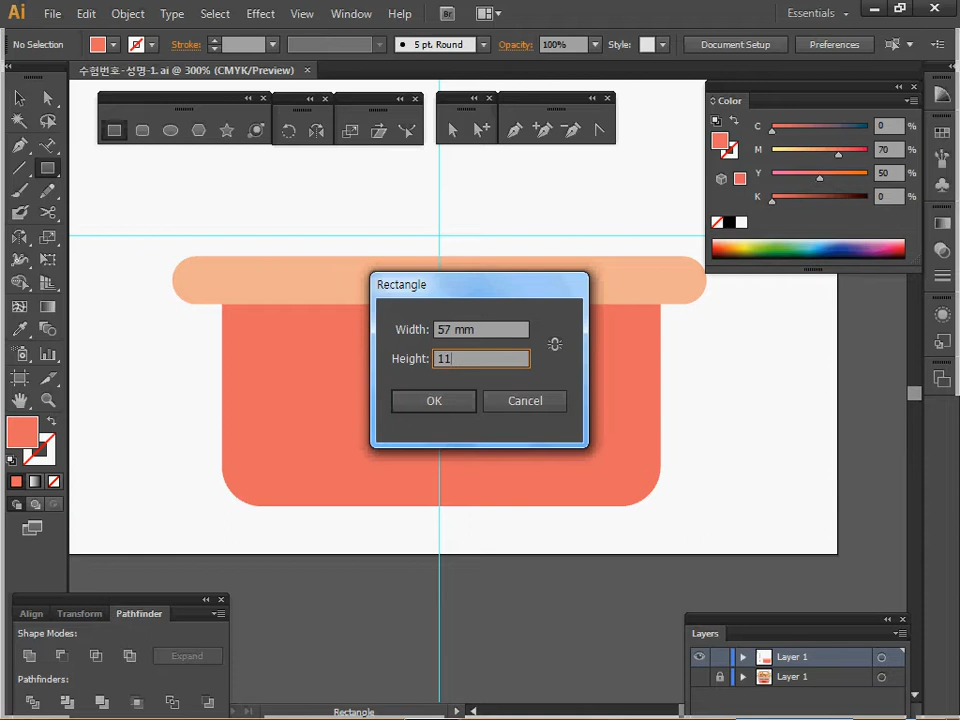 Ai File Edit Object Type Select Effect View Window Help Br Essentials
No Selection Stroke: 5 pt. Round Opacity: 100% Style: Document Setup Preferences
수험번호-성명-1. ai @ 300% (CMYK/Preview)
Color
C 0 %
M 70 %
Y 50 %
K 0 %
Rectangle
Width: 57 mm
Height: 11
OK Cancel
Align Transform Pathfinder
Shape Modes:
Expand
Pathfinders:
Layers
Layer 1
Layer 1
Rectangle